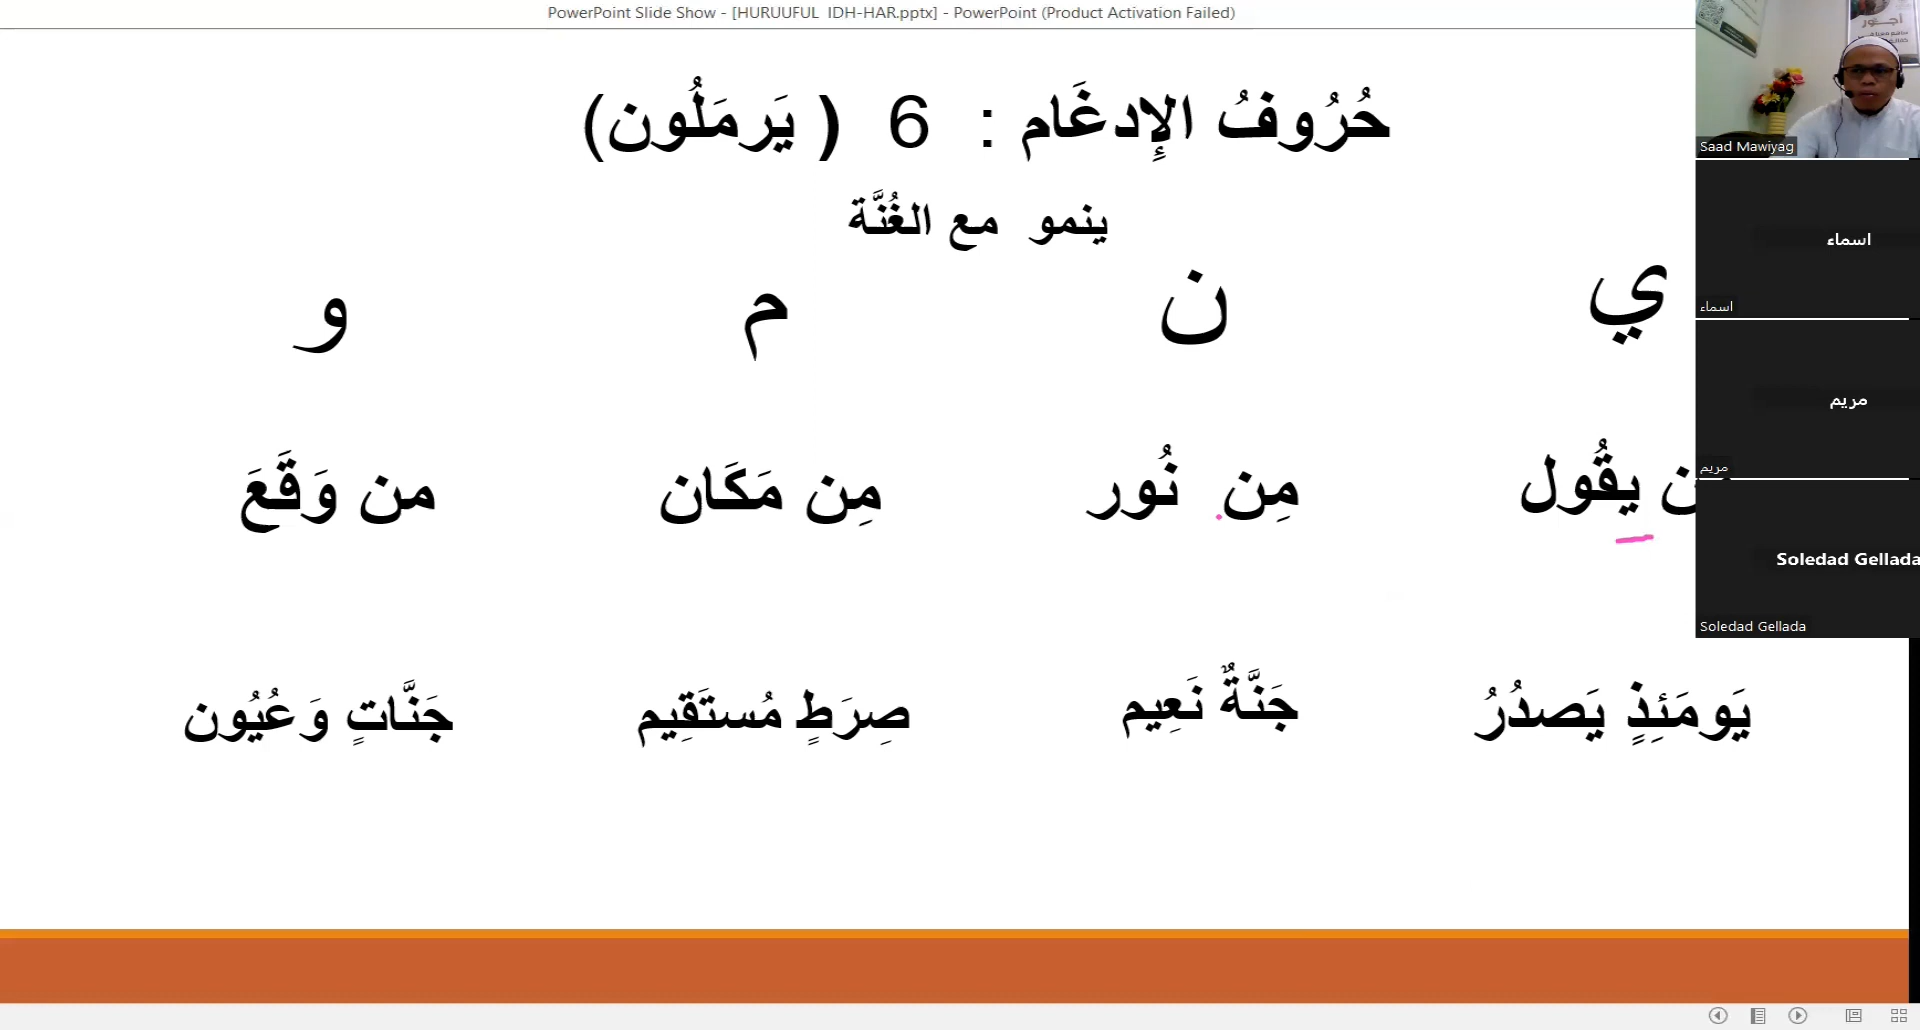 PowerPoint Slide Show - [HURUUFUL IDH-HAR.pptx] - PowerPoint (Product Activation Failed)
حُرُوفُ الإِدغَام : 6 ( يَرمَلُون)
ينمو مع الغُنَّة
ي ن م و
ن يقُول مِن نُور مِن مَكَان من وَقَعَ
يَومَئِذٍ يَصدُرُ جَنَّةٌ نَعِيم صِرَطٍ مُستَقِيم جَنَّاتٍ وَعُيُون
أجور
Saad Mawiyag
اسماء
اسماء
مريم
مريم
Soledad Gellada
Soledad Gellada